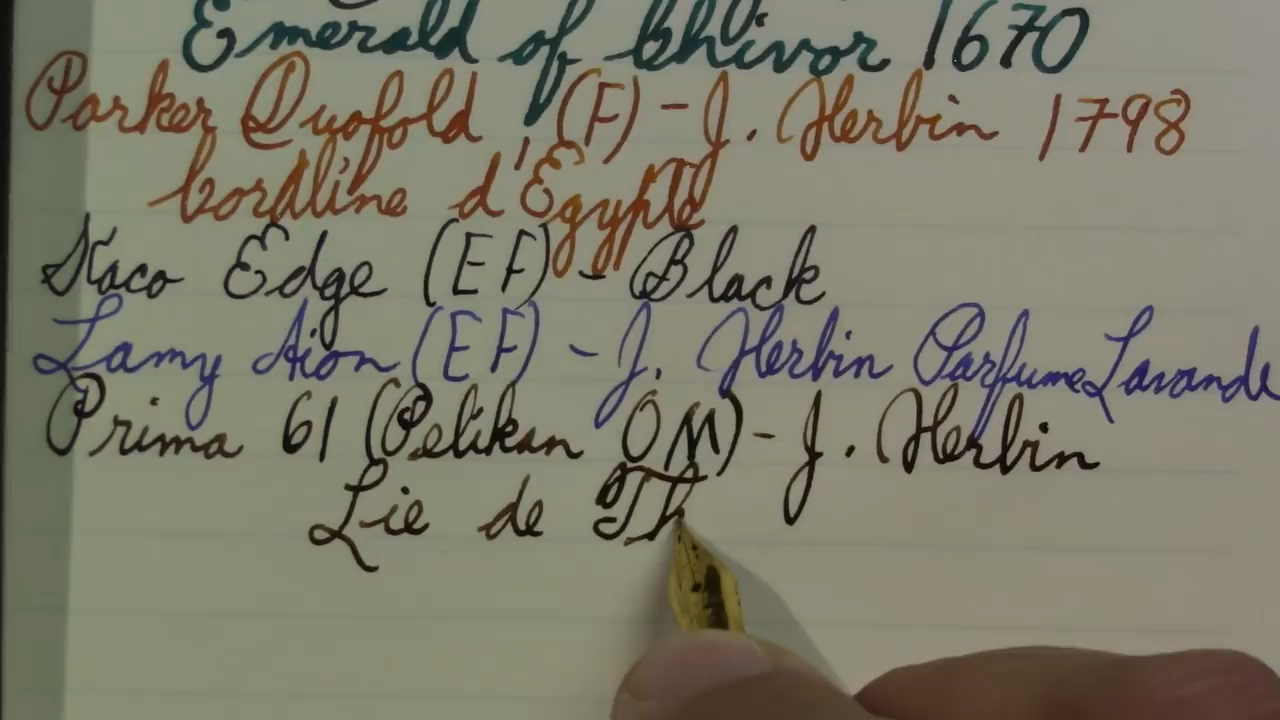 Emerald of Chivor 1670
Parker Duofold, (F) - J. Herbin 1798
Cordline d'Egypte
Kaco Edge (EF) - Black
Lamy Aion (EF) - J. Herbin Parfume Lavande
Prima 61 (Pelikan OM) - J. Herbin
Lie de Th